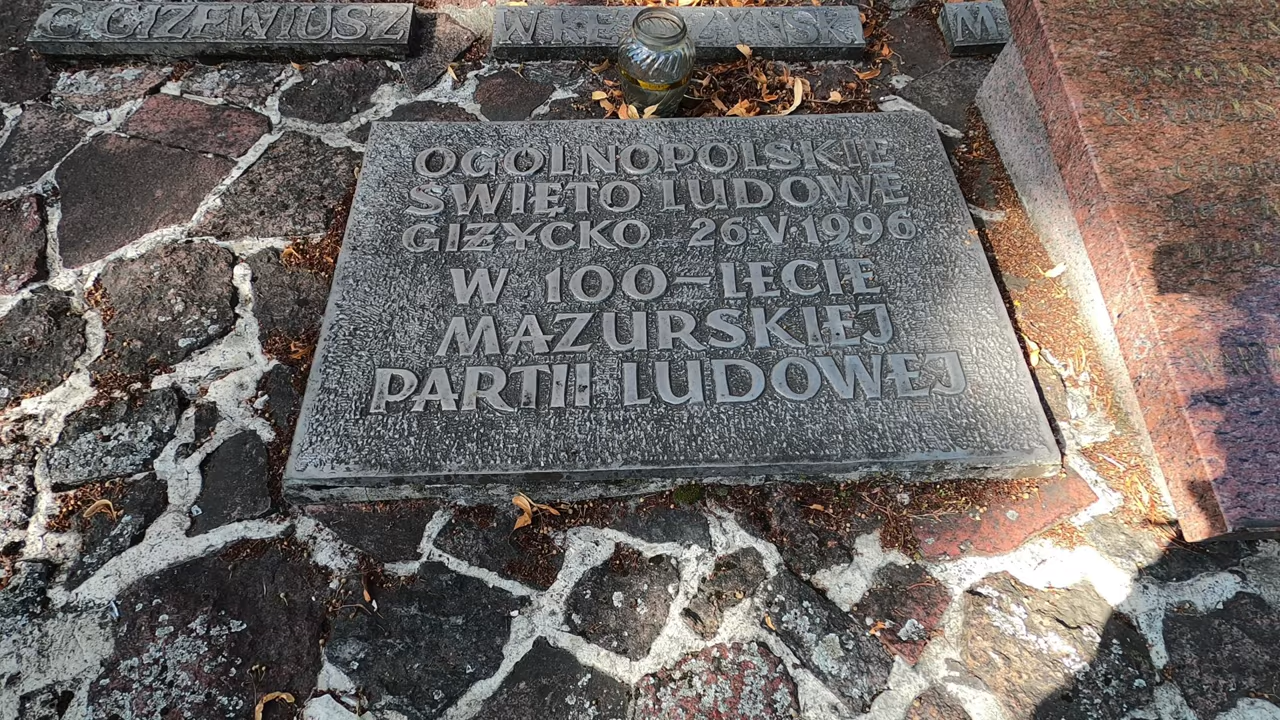 G. GIZEWIUSZ
M
OGÓLNOPOLSKIE
ŚWIĘTO LUDOWE
GIŻYCKO 26 V 1996
W 100-LECIE
MAZURSKIEJ
PARTII LUDOWEJ